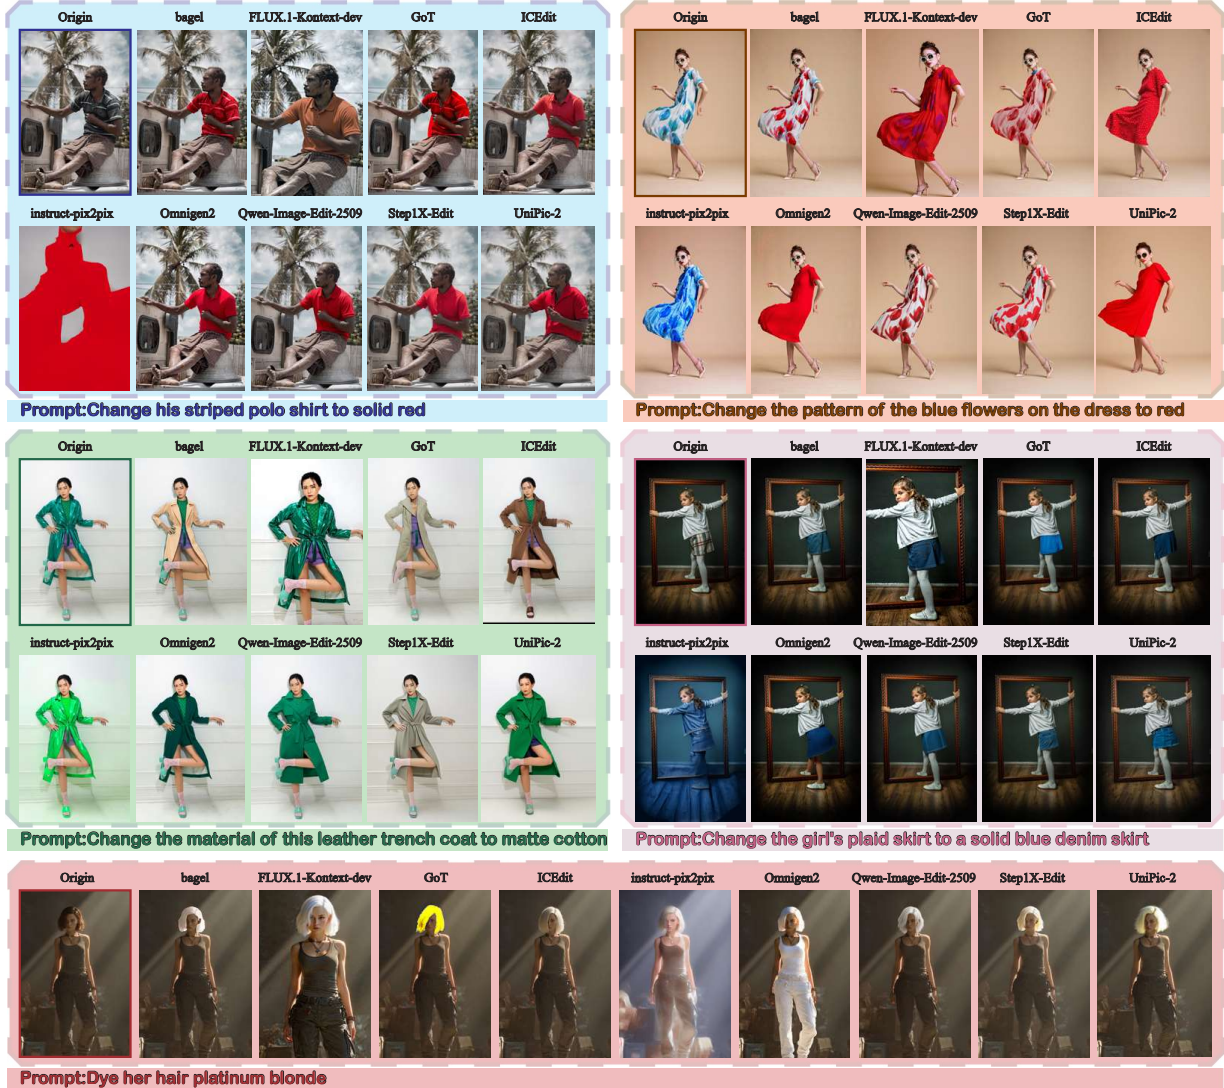 Origin bagel FLUX.1-Kontext-dev GoT ICEdit
instruct-pix2pix Omnigen2 Qwen-Image-Edit-2509 Step1X-Edit UniPic-2
Prompt:Change his striped polo shirt to solid red
Origin bagel FLUX.1-Kontext-dev GoT ICEdit
instruct-pix2pix Omnigen2 Qwen-Image-Edit-2509 Step1X-Edit UniPic-2
Prompt:Change the pattern of the blue flowers on the dress to red
Origin bagel FLUX.1-Kontext-dev GoT ICEdit
instruct-pix2pix Omnigen2 Qwen-Image-Edit-2509 Step1X-Edit UniPic-2
Prompt:Change the material of this leather trench coat to matte cotton
Origin bagel FLUX.1-Kontext-dev GoT ICEdit
instruct-pix2pix Omnigen2 Qwen-Image-Edit-2509 Step1X-Edit UniPic-2
Prompt:Change the girl's plaid skirt to a solid blue denim skirt
Origin bagel FLUX.1-Kontext-dev GoT ICEdit instruct-pix2pix Omnigen2 Qwen-Image-Edit-2509 Step1X-Edit UniPic-2
Prompt:Dye her hair platinum blonde